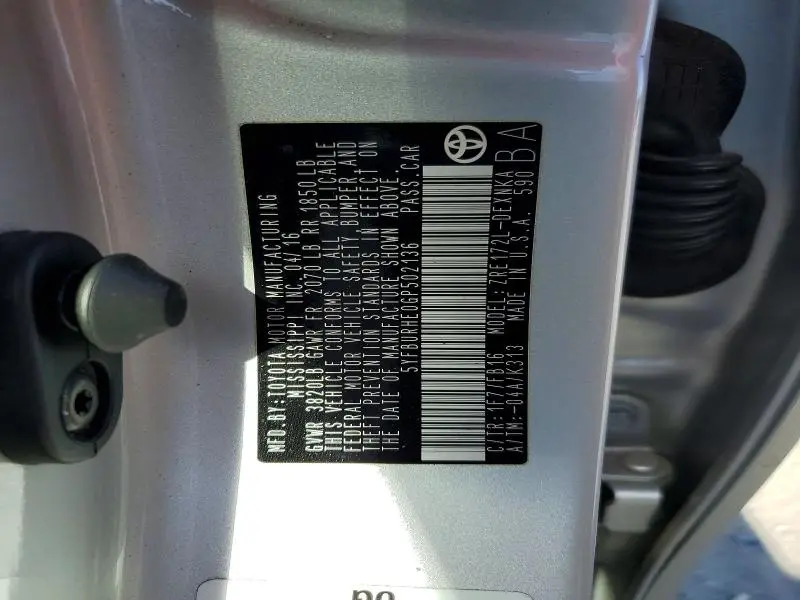 MFD.BY:TOYOTA MOTOR MANUFACTURING
MISSISSIPPI, INC. 04/16
GVWR 3820LB GAWR FR 2070 LB RR 1850LB
THIS VEHICLE CONFORMS TO ALL APPLICABLE
FEDERAL MOTOR VEHICLE SAFETY, BUMPER AND
THEFT PREVENTION STANDARDS IN EFFECT ON
THE DATE OF MANUFACTURE SHOWN ABOVE.
5YFBURHE0GP502136 PASS.CAR
C/TR:1F7/FB16 MODEL:ZRE172L-DEXNKA
A/TM:-04A/K313 MADE IN U.S.A. 590
BA